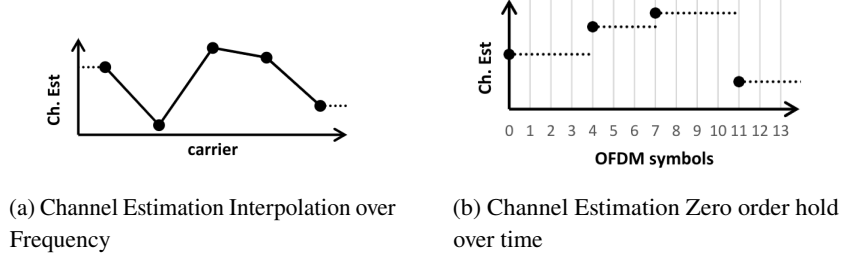 Ch. Est
carrier
Ch. Est
0 1 2 3 4 5 6 7 8 9 10 11 12 13
OFDM symbols
(a) Channel Estimation Interpolation over
Frequency
(b) Channel Estimation Zero order hold
over time